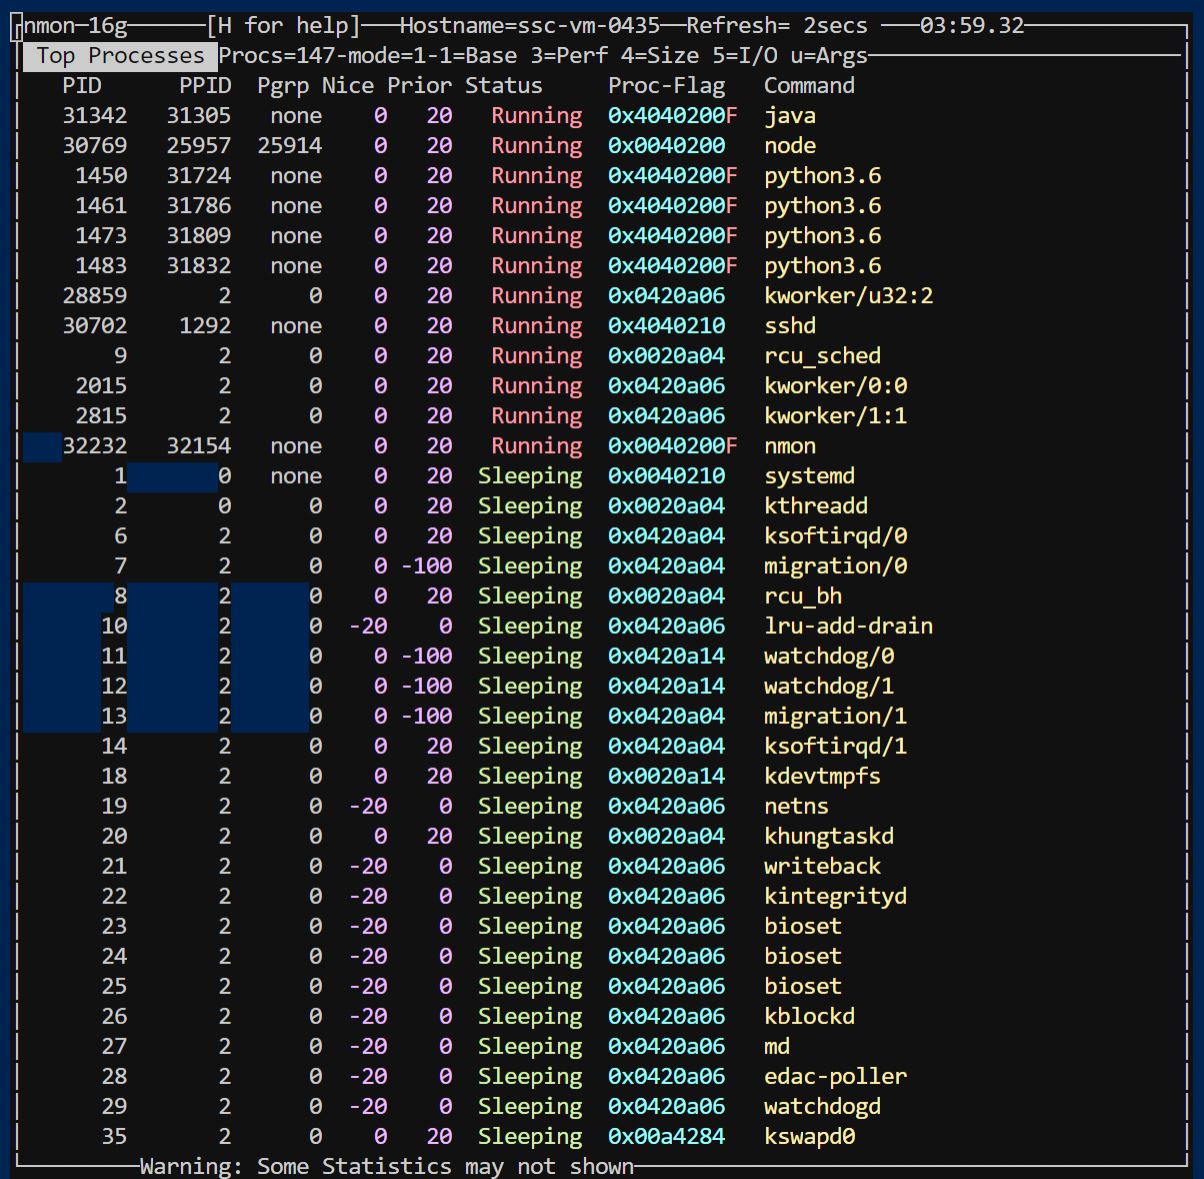 nmon─16g──────[H for help]───Hostname=ssc-vm-0435──Refresh= 2secs ───03:59.32
Top Processes Procs=147-mode=1-1=Base 3=Perf 4=Size 5=I/O u=Args
PID PPID Pgrp Nice Prior Status Proc-Flag Command
31342 31305 none 0 20 Running 0x4040200F java
30769 25957 25914 0 20 Running 0x0040200 node
1450 31724 none 0 20 Running 0x4040200F python3.6
1461 31786 none 0 20 Running 0x4040200F python3.6
1473 31809 none 0 20 Running 0x4040200F python3.6
1483 31832 none 0 20 Running 0x4040200F python3.6
28859 2 0 0 20 Running 0x0420a06 kworker/u32:2
30702 1292 none 0 20 Running 0x4040210 sshd
9 2 0 0 20 Running 0x0020a04 rcu_sched
2015 2 0 0 20 Running 0x0420a06 kworker/0:0
2815 2 0 0 20 Running 0x0420a06 kworker/1:1
32232 32154 none 0 20 Running 0x0040200F nmon
1 0 none 0 20 Sleeping 0x0040210 systemd
2 0 0 0 20 Sleeping 0x0020a04 kthreadd
6 2 0 0 20 Sleeping 0x0420a04 ksoftirqd/0
7 2 0 0 -100 Sleeping 0x0420a04 migration/0
8 2 0 0 20 Sleeping 0x0020a04 rcu_bh
10 2 0 -20 0 Sleeping 0x0420a06 lru-add-drain
11 2 0 0 -100 Sleeping 0x0420a14 watchdog/0
12 2 0 0 -100 Sleeping 0x0420a14 watchdog/1
13 2 0 0 -100 Sleeping 0x0420a04 migration/1
14 2 0 0 20 Sleeping 0x0420a04 ksoftirqd/1
18 2 0 0 20 Sleeping 0x0020a14 kdevtmpfs
19 2 0 -20 0 Sleeping 0x0420a06 netns
20 2 0 0 20 Sleeping 0x0020a04 khungtaskd
21 2 0 -20 0 Sleeping 0x0420a06 writeback
22 2 0 -20 0 Sleeping 0x0420a06 kintegrityd
23 2 0 -20 0 Sleeping 0x0420a06 bioset
24 2 0 -20 0 Sleeping 0x0420a06 bioset
25 2 0 -20 0 Sleeping 0x0420a06 bioset
26 2 0 -20 0 Sleeping 0x0420a06 kblockd
27 2 0 -20 0 Sleeping 0x0420a06 md
28 2 0 -20 0 Sleeping 0x0420a06 edac-poller
29 2 0 -20 0 Sleeping 0x0420a06 watchdogd
35 2 0 0 20 Sleeping 0x00a4284 kswapd0
Warning: Some Statistics may not shown